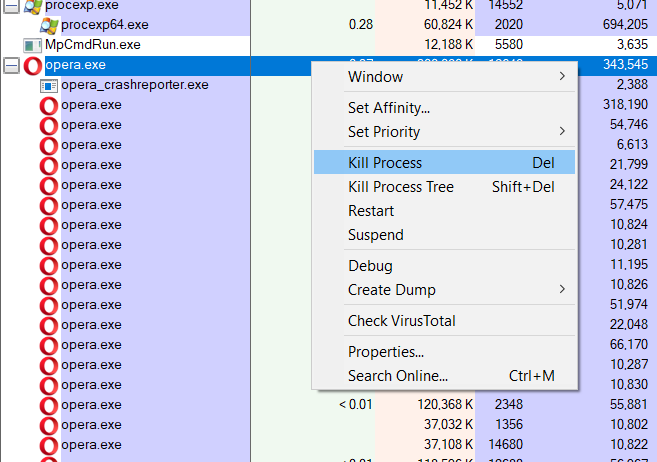 procexp.exe 11,452 K 14552 5,071
procexp64.exe 0.28 60,824 K 2020 694,205
MpCmdRun.exe 12,188 K 5580 3,635
opera.exe 343,545
opera_crashreporter.exe 2,388
opera.exe 318,190
opera.exe 54,746
opera.exe 6,613
opera.exe 21,799
opera.exe 24,122
opera.exe 57,475
opera.exe 10,824
opera.exe 10,281
opera.exe 11,195
opera.exe 10,826
opera.exe 51,974
opera.exe 22,048
opera.exe 66,170
opera.exe 10,287
opera.exe 10,830
opera.exe < 0.01 120,368 K 2348 55,881
opera.exe 37,032 K 1356 10,802
opera.exe 37,108 K 14680 10,822
Window
Set Affinity...
Set Priority
Kill Process Del
Kill Process Tree Shift+Del
Restart
Suspend
Debug
Create Dump
Check VirusTotal
Properties...
Search Online... Ctrl+M